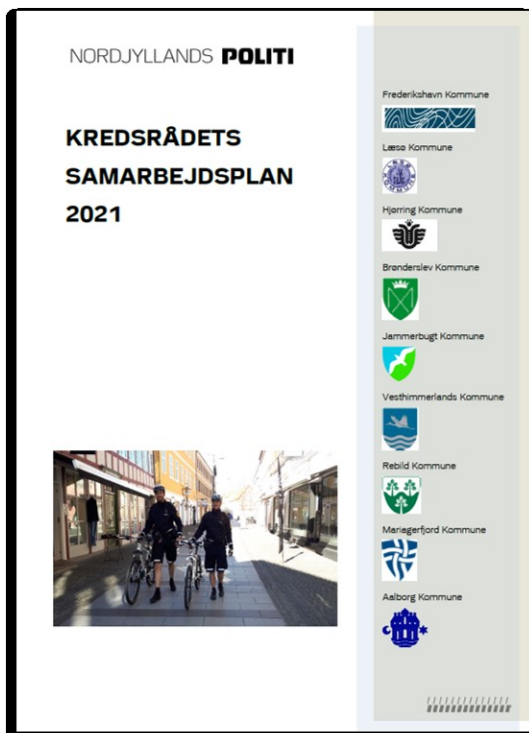 NORDJYLLANDS POLITI
KREDSRÅDETS
SAMARBEJDSPLAN
2021
Frederikshavn Kommune
Læsø Kommune
Hjørring Kommune
Brønderslev Kommune
Jammerbugt Kommune
Vesthimmerlands Kommune
Rebild Kommune
Mariagerfjord Kommune
Aalborg Kommune